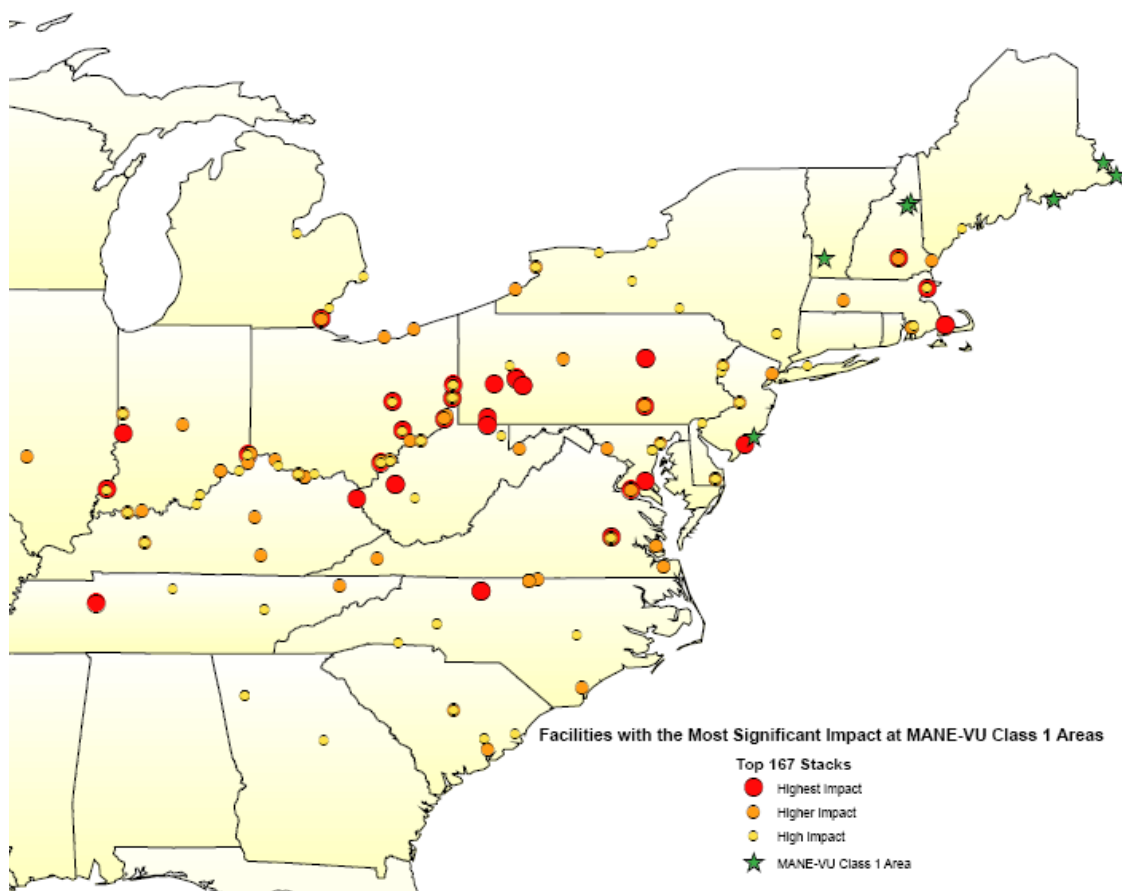 Facilities with the Most Significant Impact at MANE-VU Class 1 Areas
Top 167 Stacks
Highest Impact
Higher Impact
High Impact
MANE-VU Class 1 Area